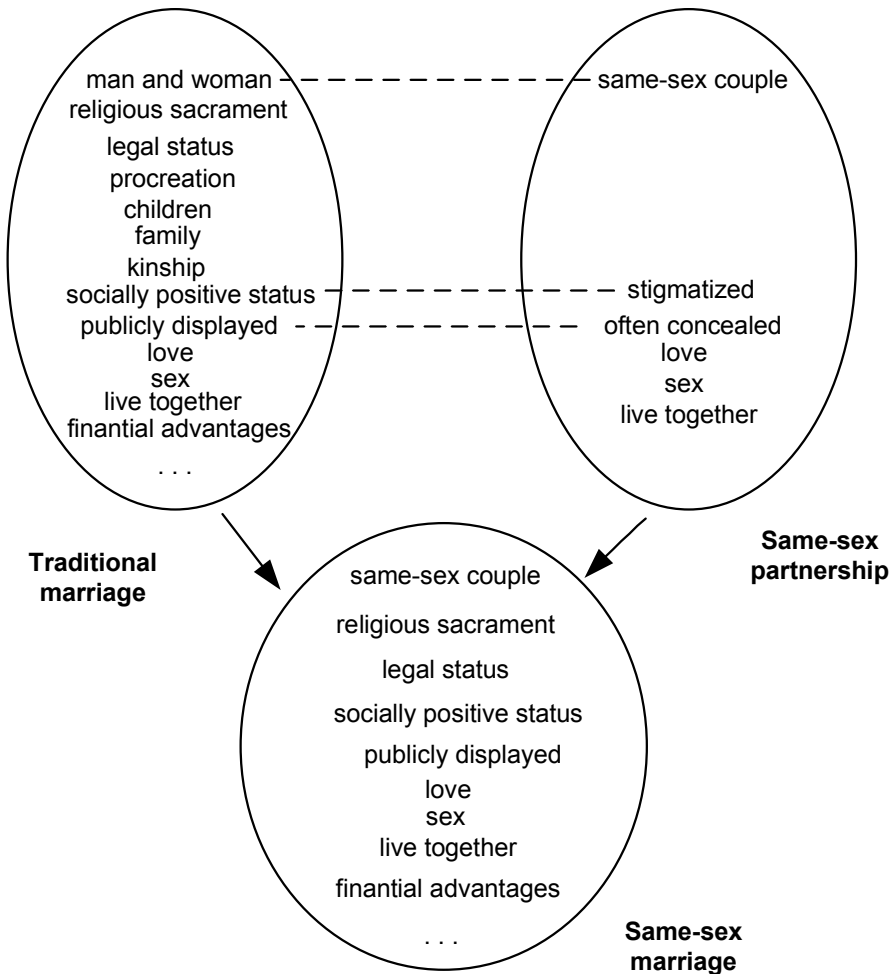 man and woman
religious sacrament
legal status
procreation
children
family
kinship
socially positive status
publicly displayed
love
sex
live together
finantial advantages
. . .
same-sex couple
stigmatized
often concealed
love
sex
live together
Traditional
marriage
Same-sex
partnership
same-sex couple
religious sacrament
legal status
socially positive status
publicly displayed
love
sex
live together
finantial advantages
. . .
Same-sex
marriage